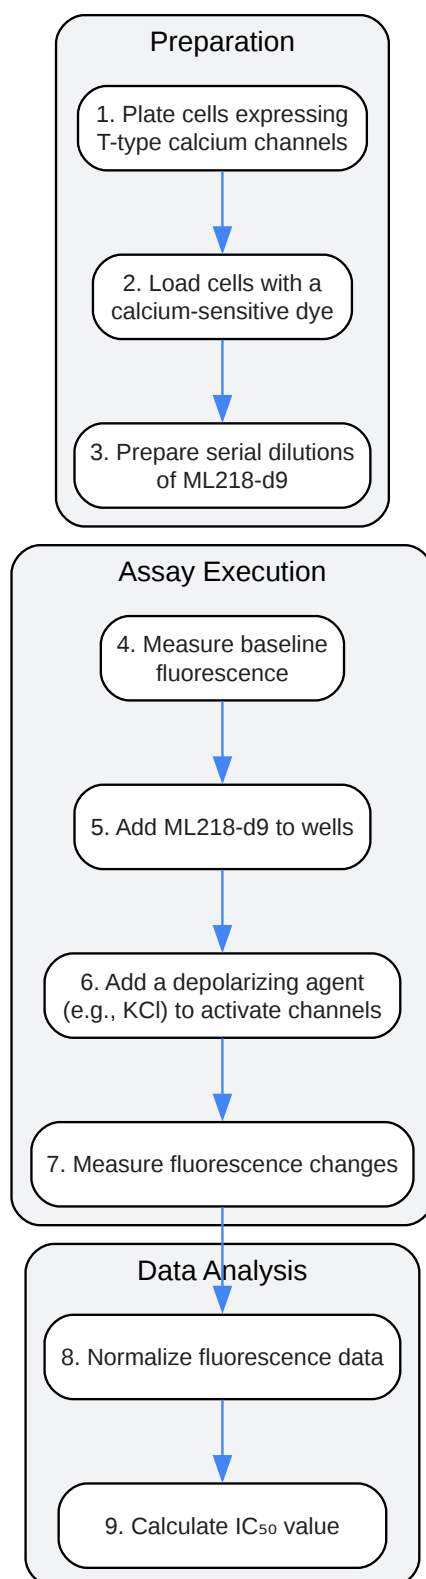 Preparation
1. Plate cells expressing
T-type calcium channels
2. Load cells with a
calcium-sensitive dye
3. Prepare serial dilutions
of ML218-d9
Assay Execution
4. Measure baseline
fluorescence
5. Add ML218-d9 to wells
6. Add a depolarizing agent
(e.g., KCl) to activate channels
7. Measure fluorescence changes
Data Analysis
8. Normalize fluorescence data
9. Calculate IC₅₀ value